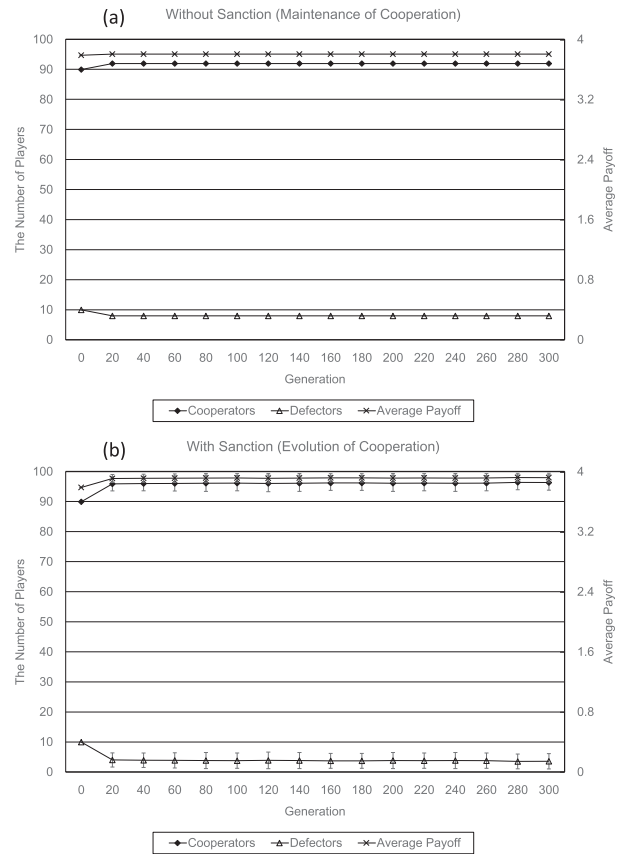 (a) Without Sanction (Maintenance of Cooperation)
100
90
80
70
60
50
40
30
20
10
0
The Number of Players
4
3.2
2.4
1.6
0.8
0
Average Payoff
0 20 40 60 80 100 120 140 160 180 200 220 240 260 280 300
Generation
Cooperators Defectors Average Payoff
(b) With Sanction (Evolution of Cooperation)
100
90
80
70
60
50
40
30
20
10
0
The Number of Players
4
3.2
2.4
1.6
0.8
0
Average Payoff
0 20 40 60 80 100 120 140 160 180 200 220 240 260 280 300
Generation
Cooperators Defectors Average Payoff